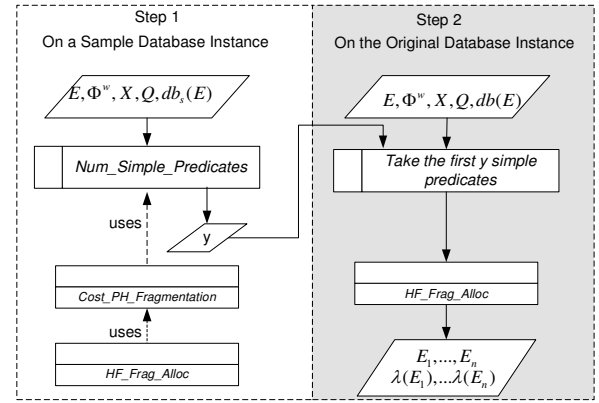 Step 1
On a Sample Database Instance
E, Φ^w, X, Q, db_s(E)
Num_Simple_Predicates
uses
y
Cost_PH_Fragmentation
uses
HF_Frag_Alloc
Step 2
On the Original Database Instance
E, Φ^w, X, Q, db(E)
Take the first y simple
predicates
HF_Frag_Alloc
E_1,..., E_n
λ(E_1),...λ(E_n)